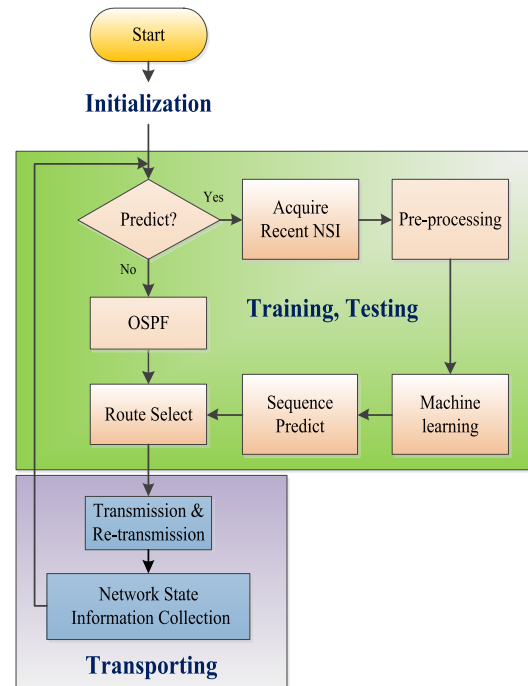 Start
Initialization
Predict?
Yes
Acquire
Recent NSI
Pre-processing
No
OSPF
Training, Testing
Route Select
Sequence
Predict
Machine
learning
Transmission &
Re-transmission
Network State
Information Collection
Transporting